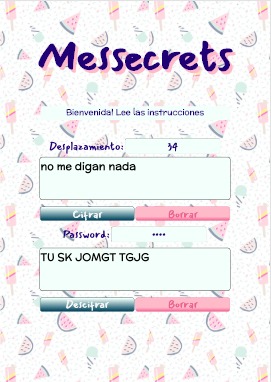 Messecrets
Bienvenida! Lee las instrucciones
Desplazamiento: 34
no me digan nada
Cifrar Borrar
Password: ••••
TU SK JOMGT TGJG
Descifrar Borrar